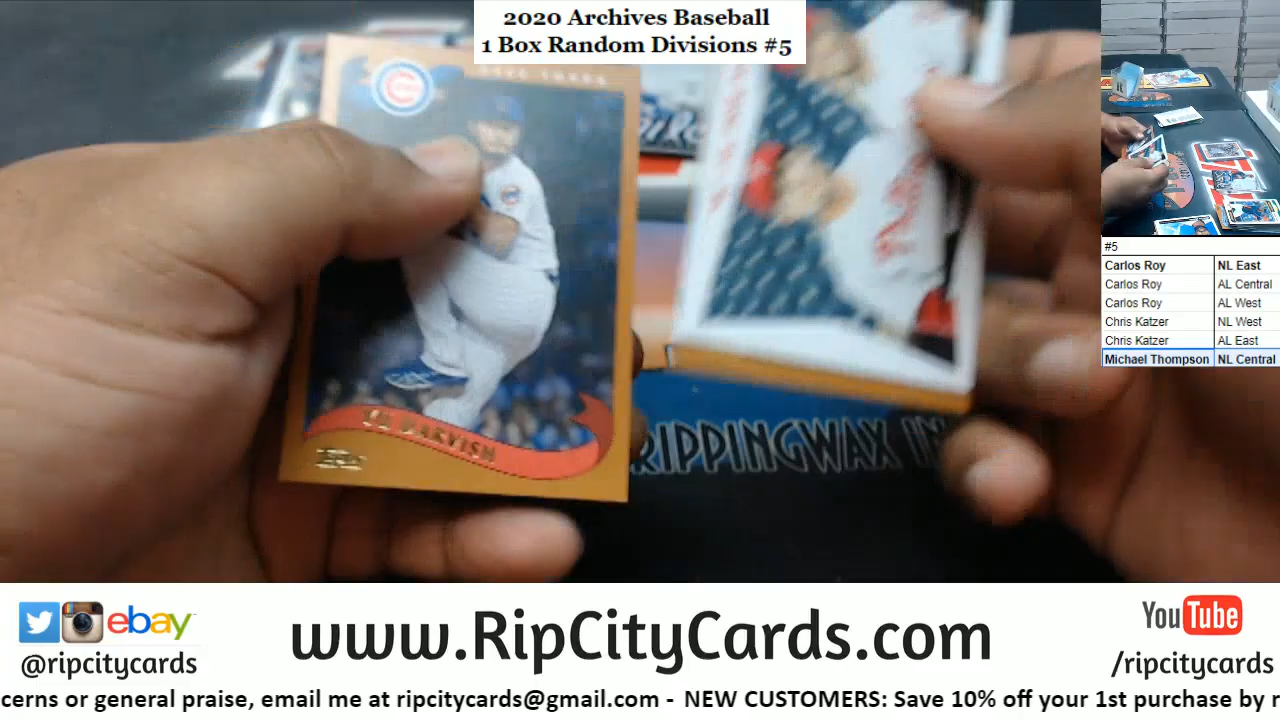 2020 Archives Baseball
1 Box Random Divisions #5
YU DARVISH
RIPPINGWAX IN
#5
Carlos Roy NL East
Carlos Roy AL Central
Carlos Roy AL West
Chris Katzer NL West
Chris Katzer AL East
Michael Thompson NL Central
ebay
@ripcitycards
www.RipCityCards.com
YouTube
/ripcitycards
cerns or general praise, email me at ripcitycards@gmail.com - NEW CUSTOMERS: Save 10% off your 1st purchase by r